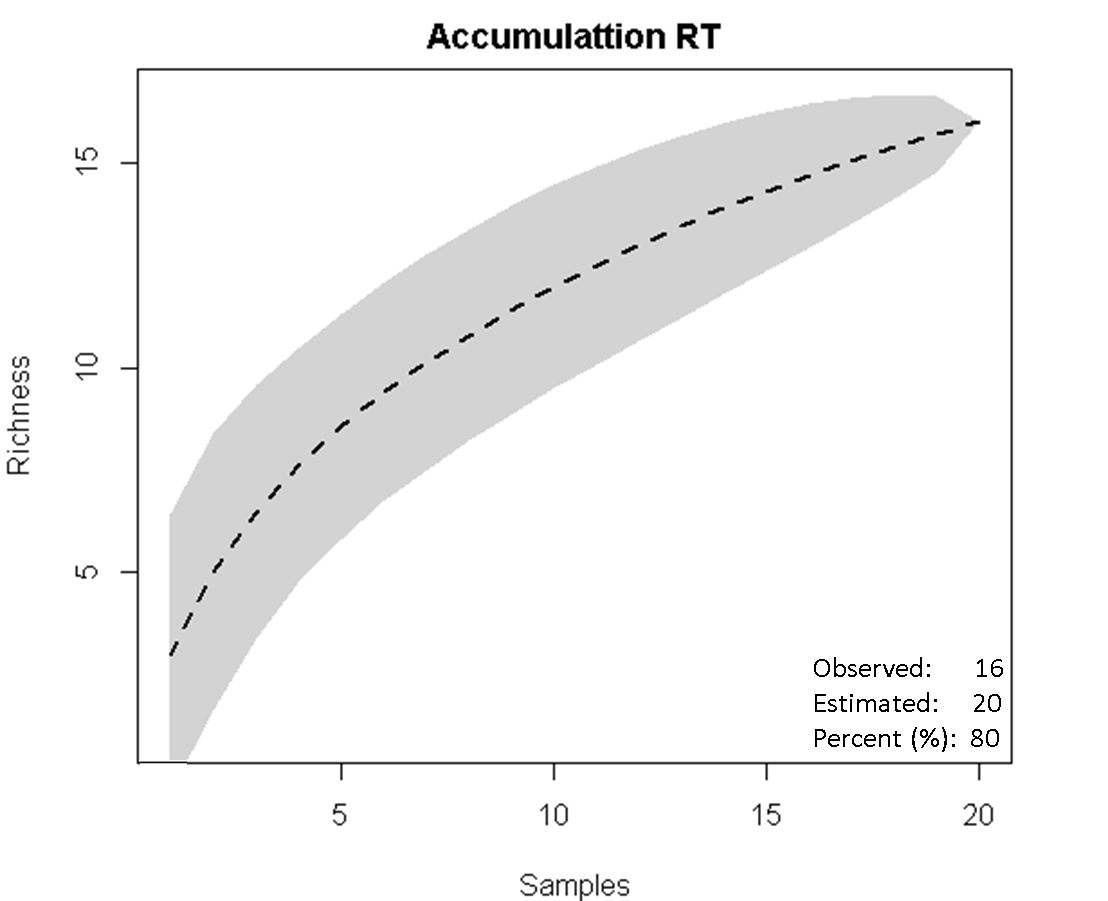 Accumulattion RT
Richness
15
10
5
Observed: 16
Estimated: 20
Percent (%): 80
5 10 15 20
Samples